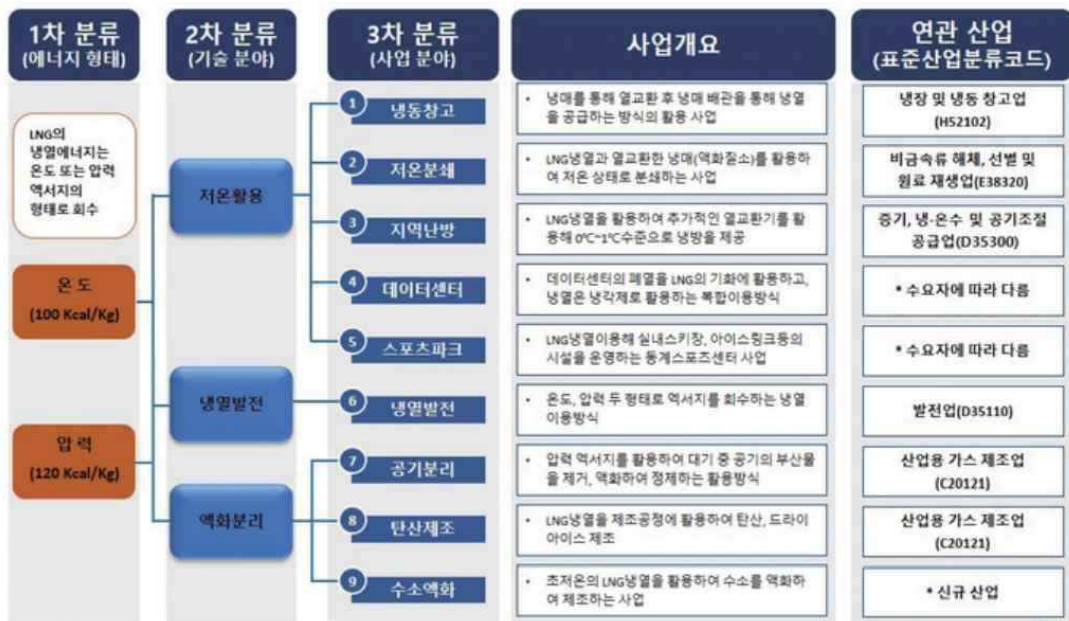 1차 분류
(에너지 형태)
2차 분류
(기술 분야)
3차 분류
(사업 분야)
사업개요
연관 산업
(표준산업분류코드)
LNG의
냉열에너지는
온도 또는 압력
엑서지의
형태로 회수
온 도
(100 Kcal/Kg)
압 력
(120 Kcal/Kg)
저온활용
냉열발전
액화분리
1
냉동창고
• 냉매를 통해 열교환 후 냉매 배관을 통해 냉열
을 공급하는 방식의 활용 사업
냉장 및 냉동 창고업
(H52102)
2
저온분쇄
• LNG냉열과 열교환한 냉매(액화질소)를 활용하
여 저온 상태로 분쇄하는 사업
비금속류 해체, 선별 및
원료 재생업(E38320)
3
지역난방
• LNG냉열을 활용하여 추가적인 열교환기를 활
용해 0℃~1℃수준으로 냉방을 제공
증기, 냉·온수 및 공기조절
공급업(D35300)
4
데이터센터
• 데이터센터의 폐열을 LNG의 기화에 활용하고,
냉열은 냉각제로 활용하는 복합이용방식
* 수요자에 따라 다름
5
스포츠파크
• LNG냉열이용해 실내스키장, 아이스링크등의
시설을 운영하는 동계스포츠센터 사업
* 수요자에 따라 다름
6
냉열발전
• 온도, 압력 두 형태로 엑서지를 회수하는 냉열
이용방식
발전업(D35110)
7
공기분리
• 압력 엑서지를 활용하여 대기 중 공기의 부산물
을 제거, 액화하여 정제하는 활용방식
산업용 가스 제조업
(C20121)
8
탄산제조
• LNG냉열을 제조공정에 활용하여 탄산, 드라이
아이스 제조
산업용 가스 제조업
(C20121)
9
수소액화
• 초저온의 LNG냉열을 활용하여 수소를 액화하
여 제조하는 사업
* 신규 산업